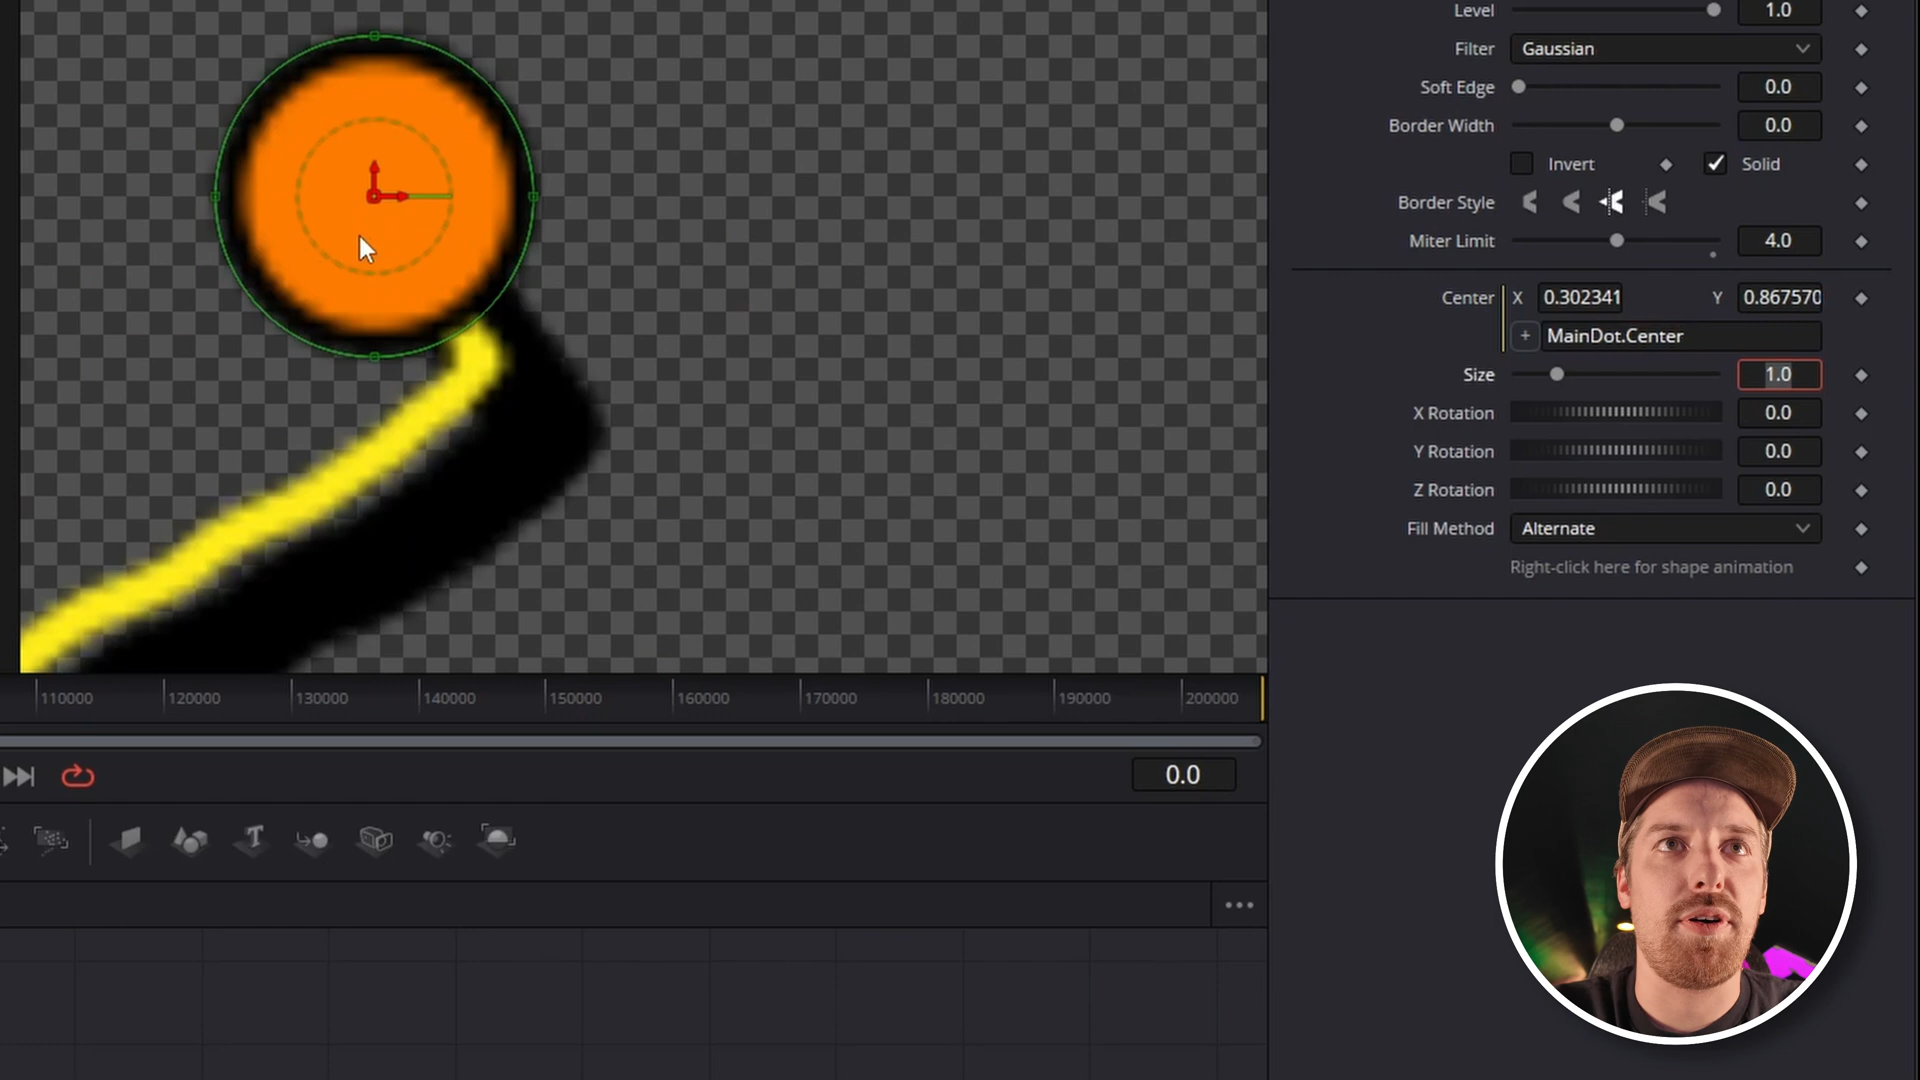 Level 1.0
Filter Gaussian
Soft Edge 0.0
Border Width 0.0
Invert Solid
Border Style
Miter Limit 4.0
Center X 0.302341 Y 0.867570
+ MainDot.Center
Size 1.0
X Rotation 0.0
Y Rotation 0.0
Z Rotation 0.0
Fill Method Alternate
Right-click here for shape animation
110000 120000 130000 140000 150000 160000 170000 180000 190000 200000
0.0
T